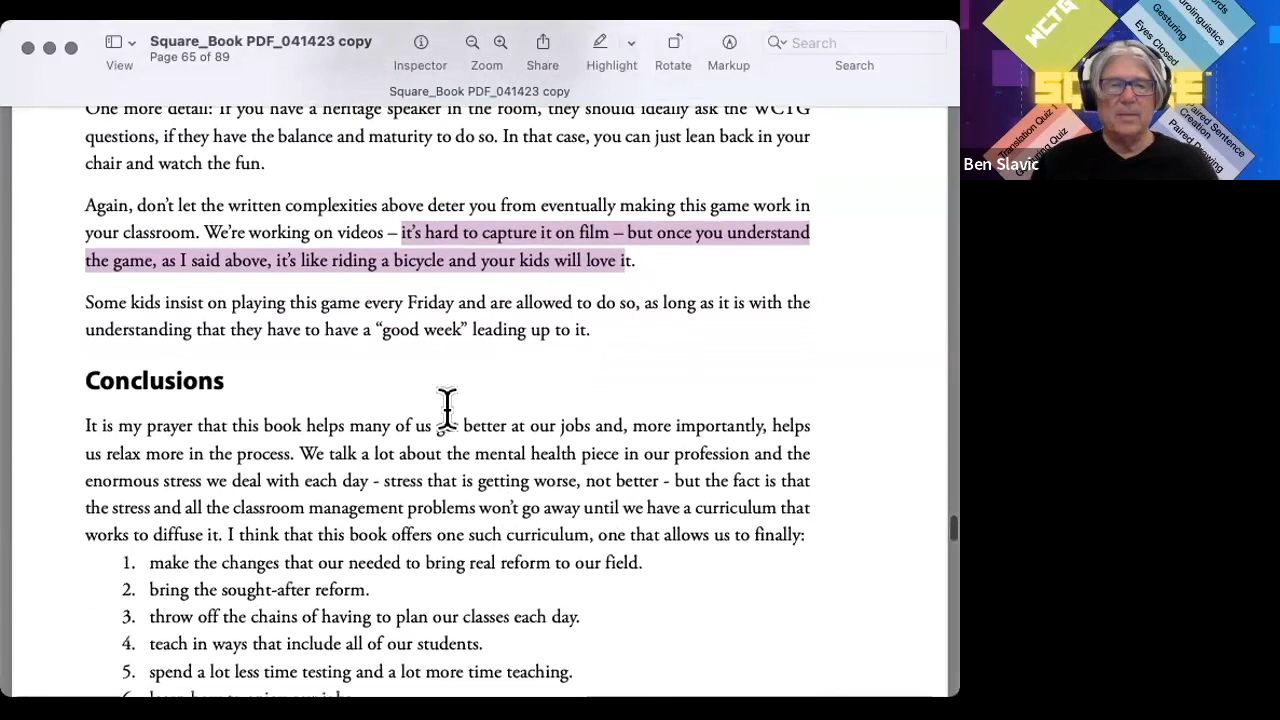 Square_Book PDF_041423 copy
Page 65 of 89
View
Inspector
Zoom
Share
Highlight
Rotate
Markup
Search
Search
Square_Book PDF_041423 copy
One more detail: If you have a heritage speaker in the room, they should ideally ask the WCTG
questions, if they have the balance and maturity to do so. In that case, you can just lean back in your
chair and watch the fun.
Again, don’t let the written complexities above deter you from eventually making this game work in
your classroom. We’re working on videos – it’s hard to capture it on film – but once you understand
the game, as I said above, it’s like riding a bicycle and your kids will love it.
Some kids insist on playing this game every Friday and are allowed to do so, as long as it is with the
understanding that they have to have a “good week” leading up to it.
Conclusions
It is my prayer that this book helps many of us better at our jobs and, more importantly, helps
us relax more in the process. We talk a lot about the mental health piece in our profession and the
enormous stress we deal with each day - stress that is getting worse, not better - but the fact is that
the stress and all the classroom management problems won’t go away until we have a curriculum that
works to diffuse it. I think that this book offers one such curriculum, one that allows us to finally:
1. make the changes that our needed to bring real reform to our field.
2. bring the sought-after reform.
3. throw off the chains of having to plan our classes each day.
4. teach in ways that include all of our students.
5. spend a lot less time testing and a lot more time teaching.
WCTG
Gesturing
Eyes Closed
Translation Quiz 1
Quiz
Paired Sentence
Creation
Paired Drawing
Ben Slavic